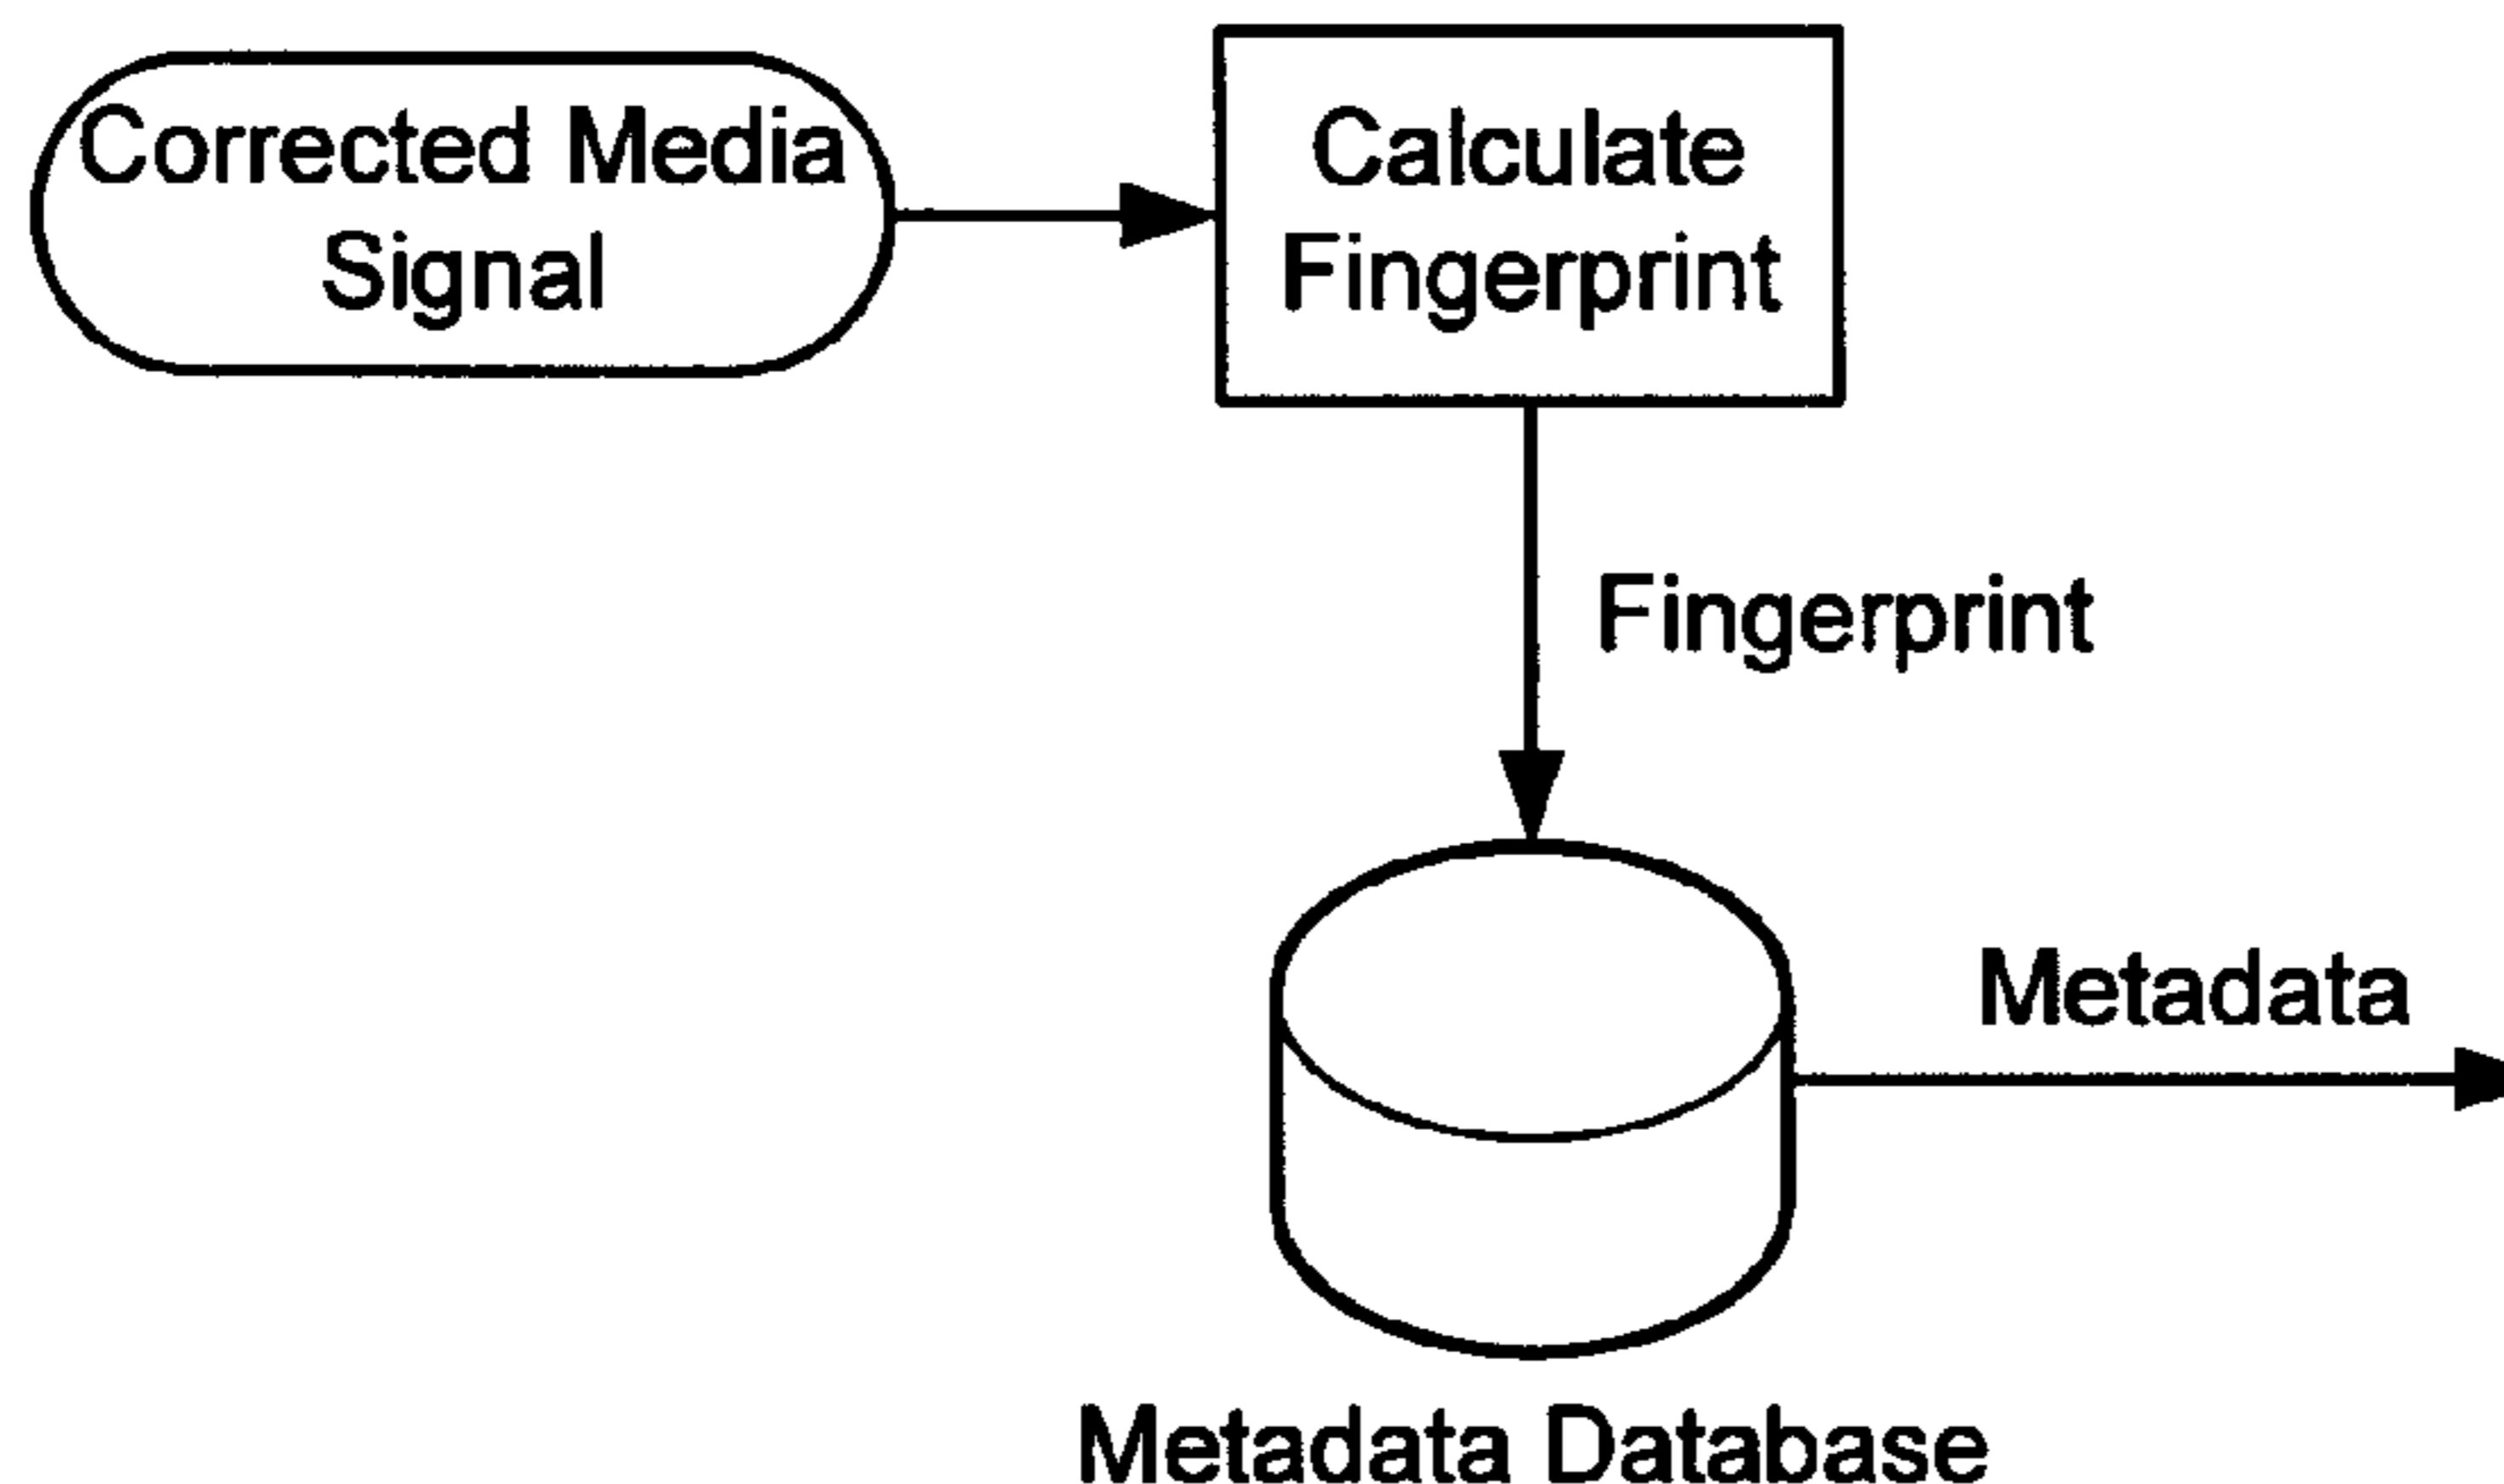 Corrected Media
Signal
Calculate
Fingerprint
Fingerprint
Metadata
Metadata Database